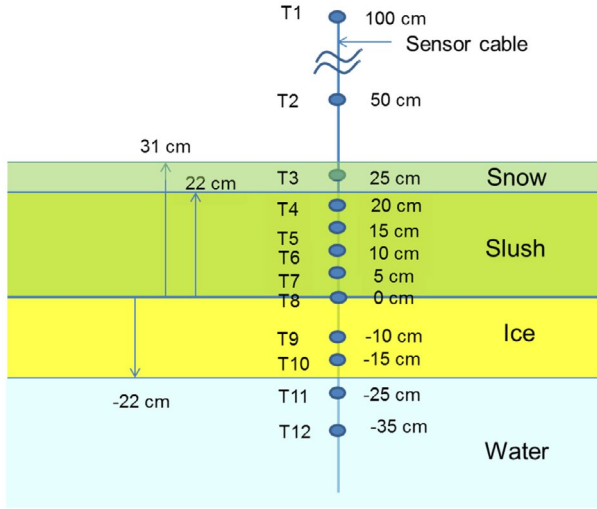 T1 100 cm
Sensor cable
T2 50 cm
31 cm
T3 25 cm Snow
22 cm
T4 20 cm
T5 15 cm
Slush
T6 10 cm
T7 5 cm
T8 0 cm
T9 -10 cm Ice
T10 -15 cm
T11 -25 cm
-22 cm
T12 -35 cm
Water